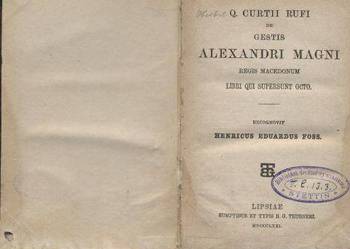 Q. CURTII RUFI
DE
GESTIS
ALEXANDRI MAGNI
REGIS MACEDONUM
LIBRI QUI SUPERSUNT OCTO.
RECOGNOVIT
HENRICUS EDUARDUS FOSS.
STETTIN
LIPSIAE
SUMPTIBUS ET TYPIS B. G. TEUBNERI.